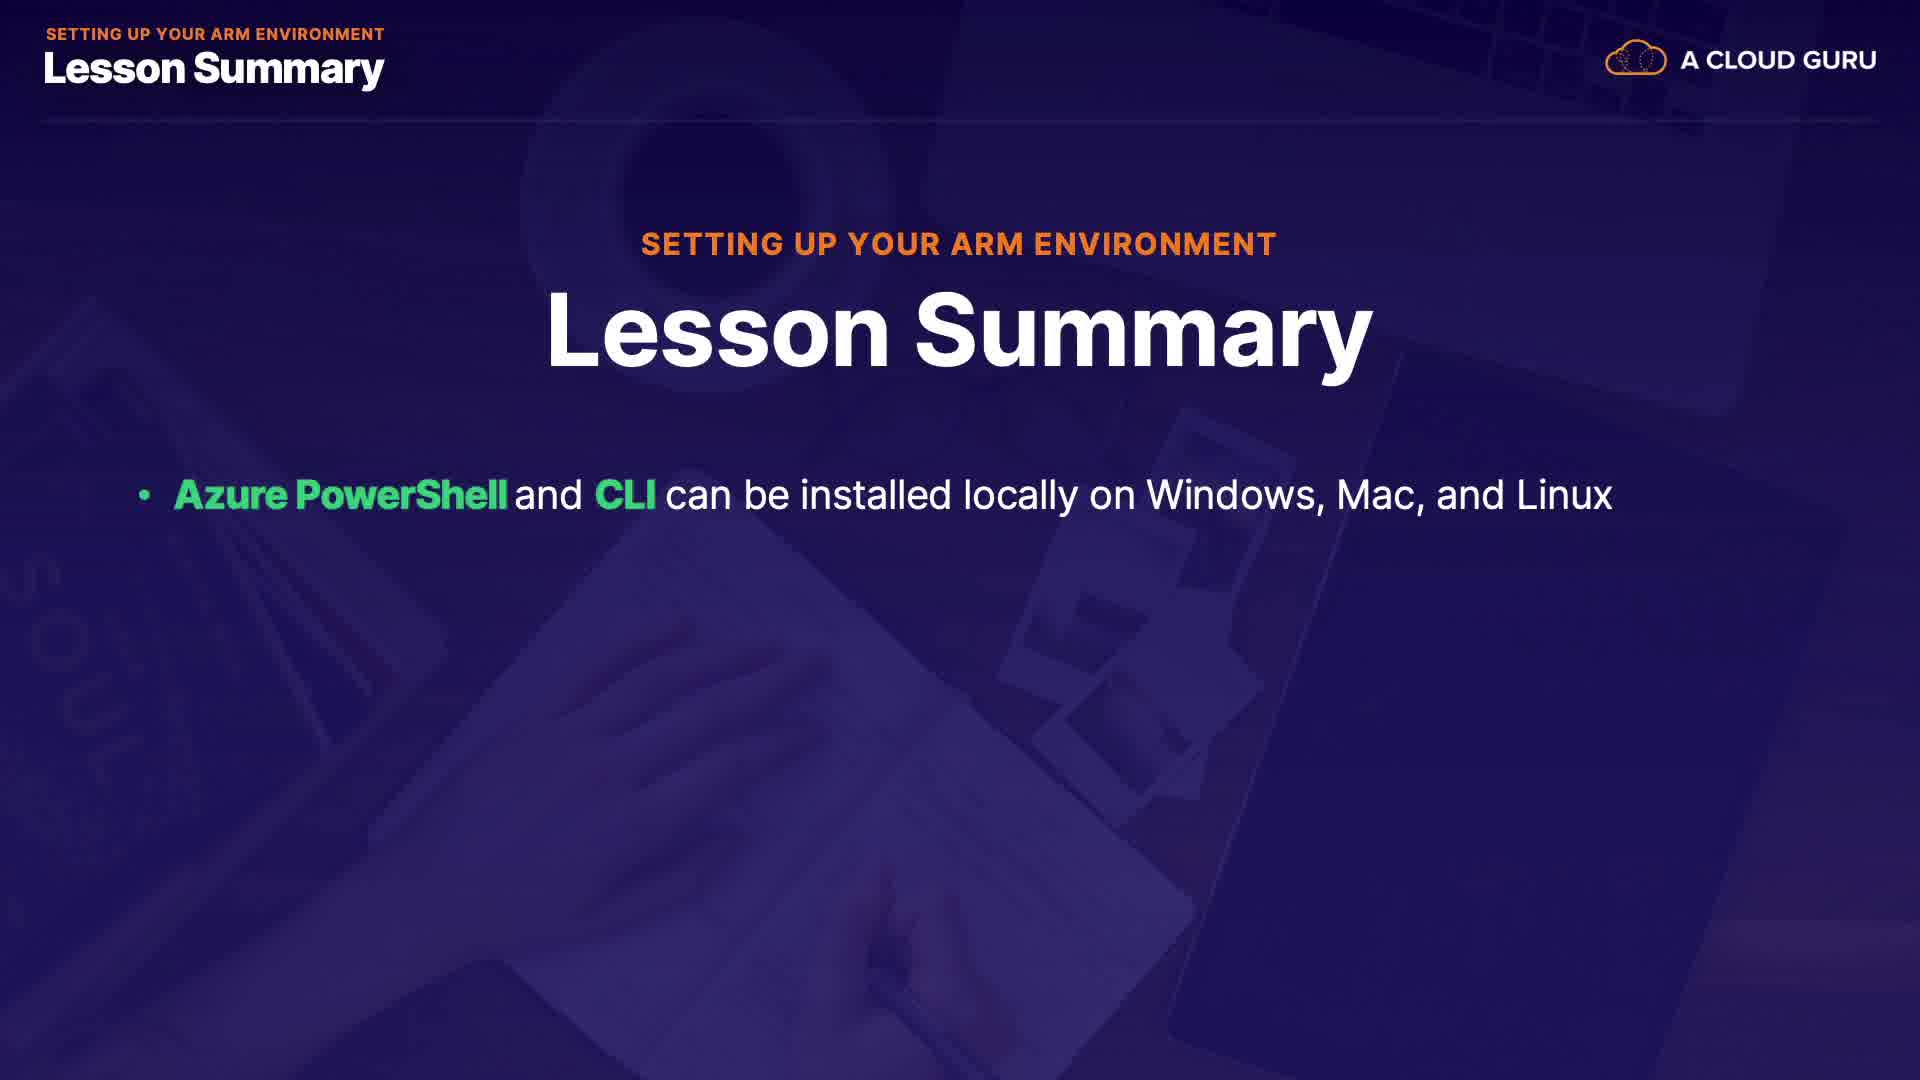 SETTING UP YOUR ARM ENVIRONMENT
Lesson Summary
A CLOUD GURU
SETTING UP YOUR ARM ENVIRONMENT
Lesson Summary
• Azure PowerShell and CLI can be installed locally on Windows, Mac, and Linux
SOUL